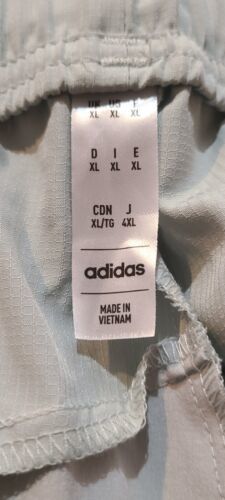 UK US F
XL XL XL
D I E
XL XL XL
CDN J
XL/TG 4XL
adidas
MADE IN
VIETNAM